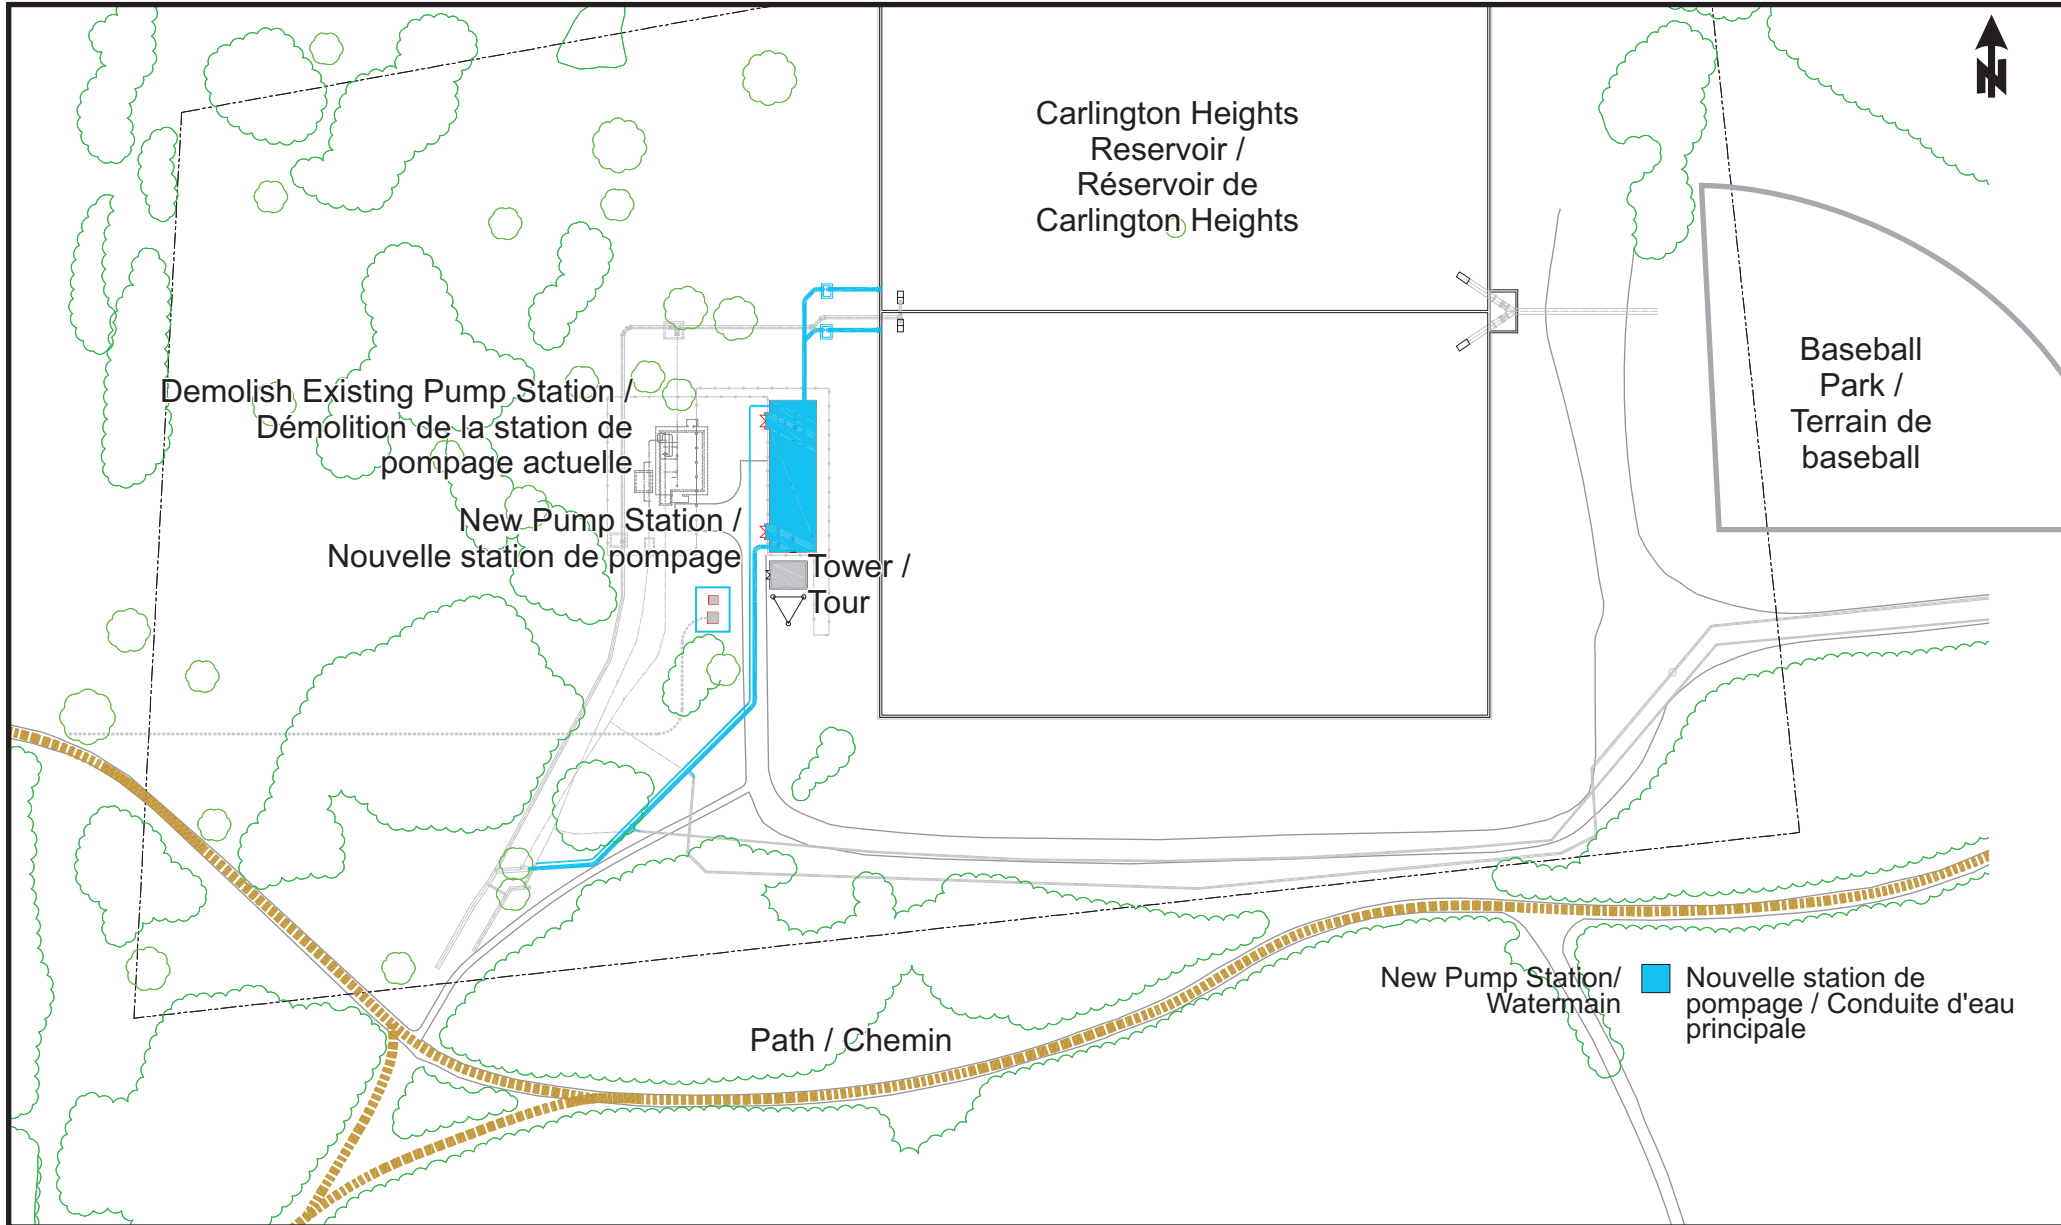 N
Carlington Heights
Reservoir /
Réservoir de
Carlington Heights
Baseball
Park /
Terrain de
baseball
Demolish Existing Pump Station /
Démolition de la station de
pompage actuelle
New Pump Station /
Nouvelle station de pompage
Tower /
Tour
New Pump Station/
Watermain
Nouvelle station de
pompage / Conduite d'eau
principale
Path / Chemin